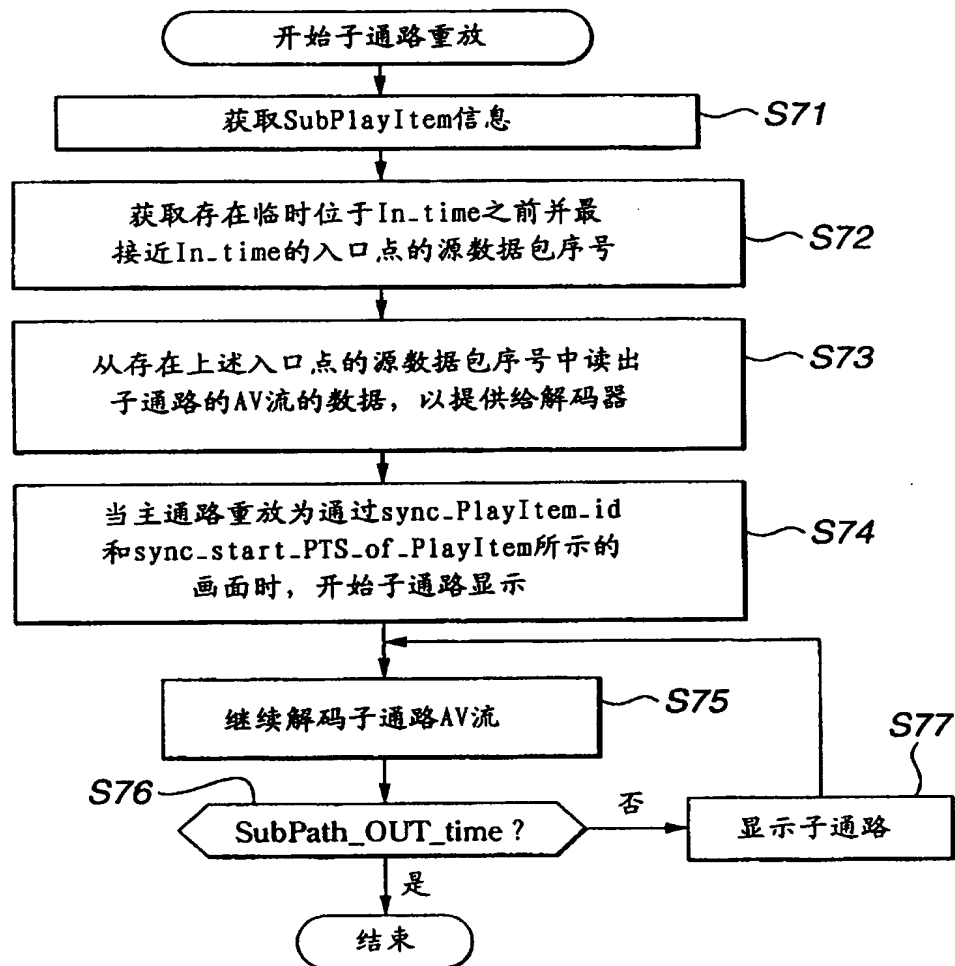 开始子通路重放
获取SubPlayItem信息
S71
获取存在临时位于In_time之前并最
接近In_time的入口点的源数据包序号
S72
从存在上述入口点的源数据包序号中读出
子通路的AV流的数据，以提供给解码器
S73
当主通路重放为通过sync_PlayItem_id
和sync_start_PTS_of_PlayItem所示的
画面时，开始子通路显示
S74
继续解码子通路AV流
S75
S76
SubPath_OUT_time？
否
S77
显示子通路
是
结束